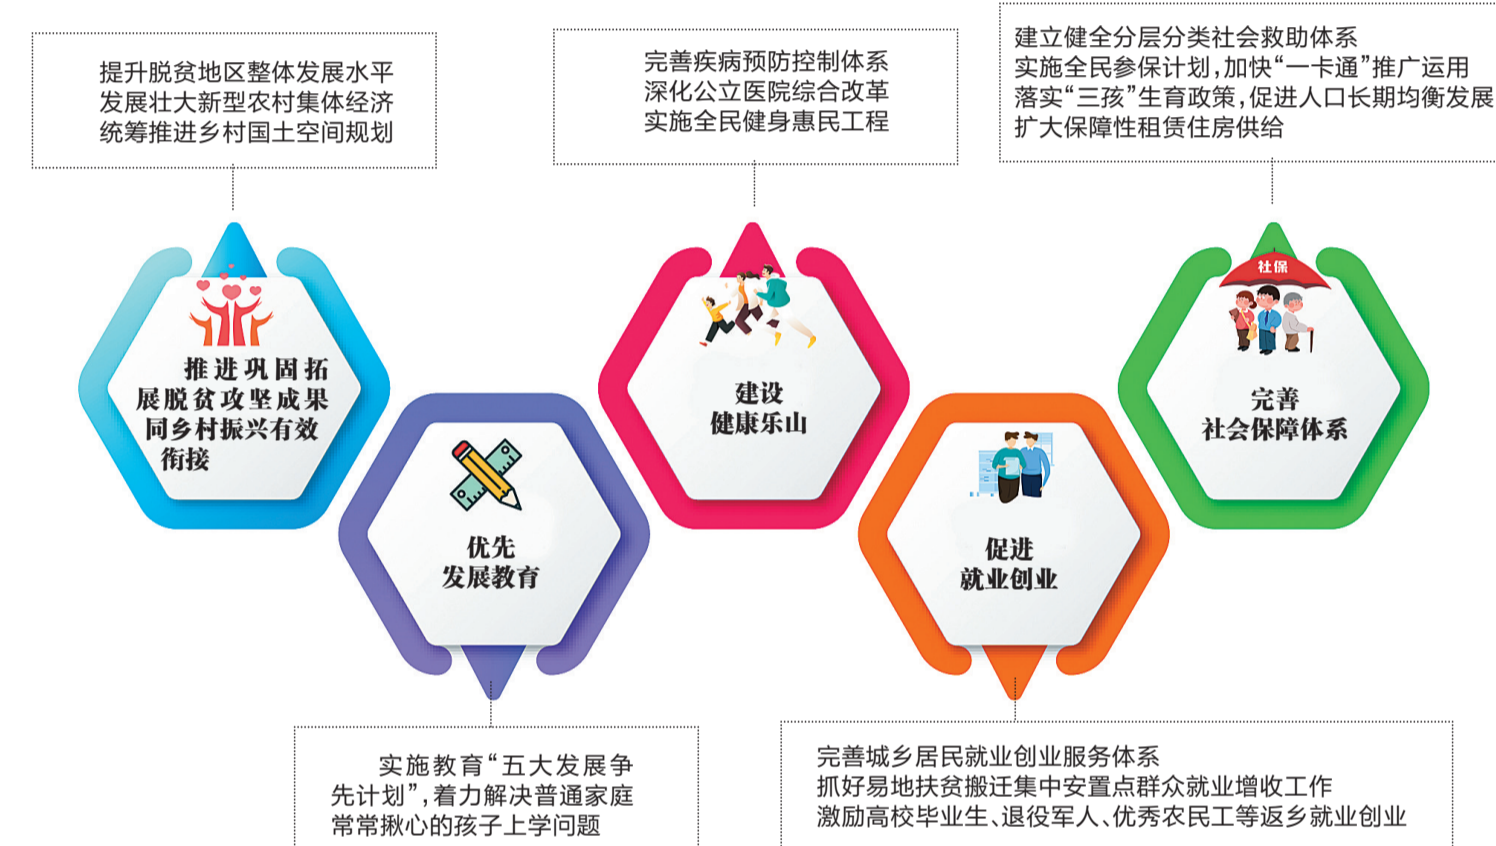 提升脱贫地区整体发展水平
发展壮大新型农村集体经济
统筹推进乡村国土空间规划
完善疾病预防控制体系
深化公立医院综合改革
实施全民健身惠民工程
建立健全分层分类社会救助体系
实施全民参保计划,加快“一卡通”推广运用
落实“三孩”生育政策,促进人口长期均衡发展
扩大保障性租赁住房供给
推进巩固拓
展脱贫攻坚成果
同乡村振兴有效
衔接
优先
发展教育
建设
健康乐山
促进
就业创业
社保
完善
社会保障体系
实施教育“五大发展争
先计划”,着力解决普通家庭
常常揪心的孩子上学问题
完善城乡居民就业创业服务体系
抓好易地扶贫搬迁集中安置点群众就业增收工作
激励高校毕业生、退役军人、优秀农民工等返乡就业创业